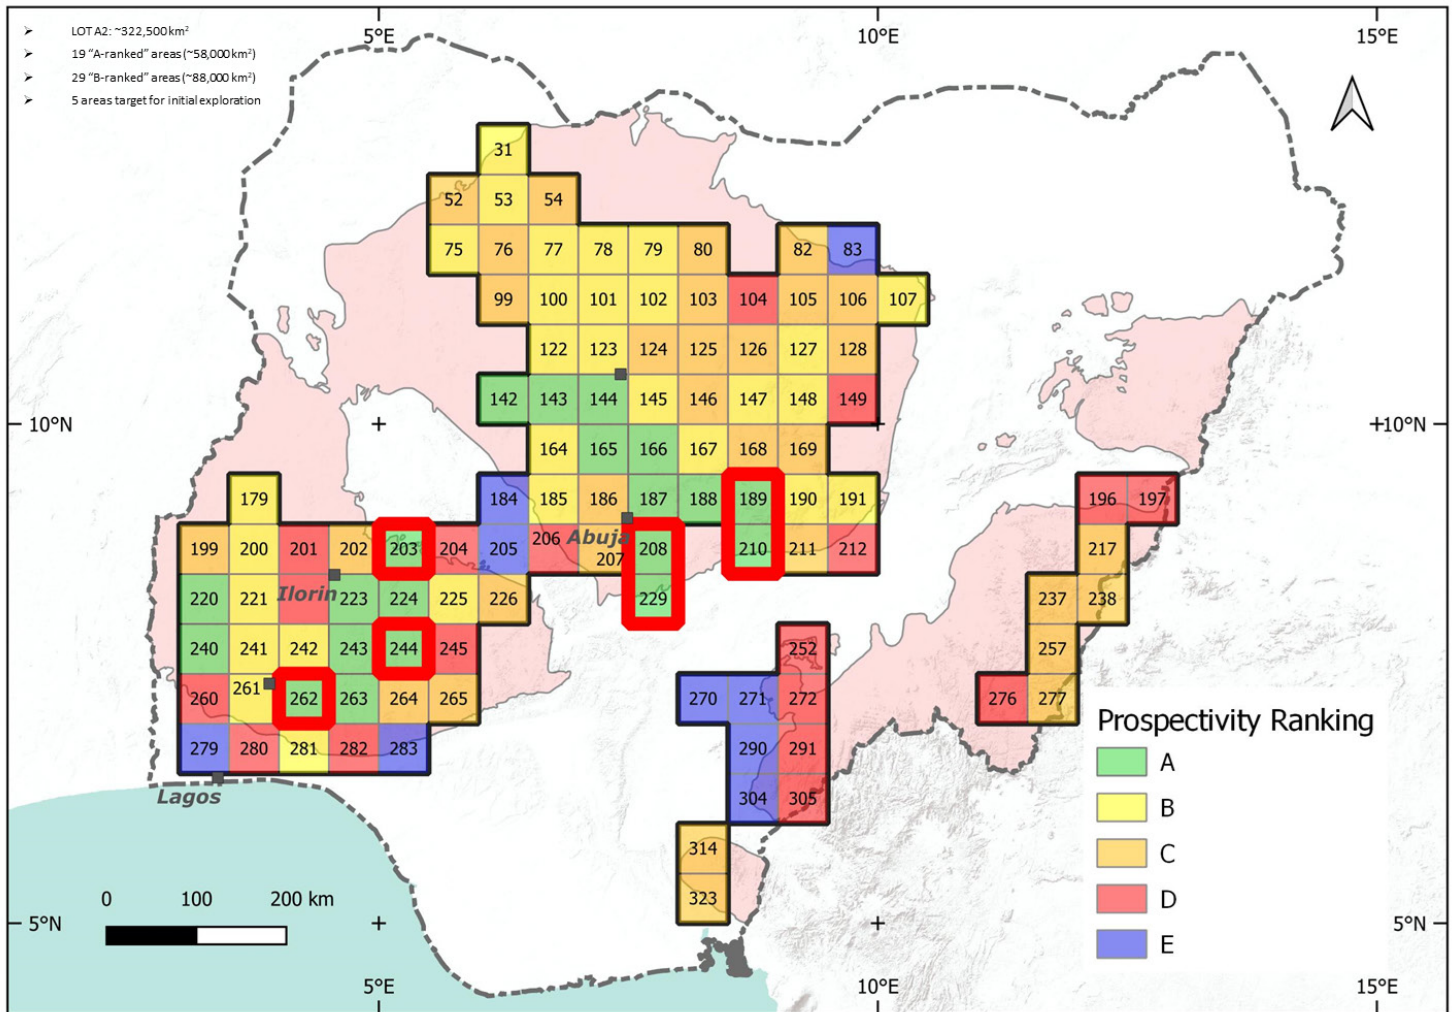 ➢ LOT A2: ~322,500 km²
➢ 19 “A-ranked” areas (~58,000 km²)
➢ 29 “B-ranked” areas (~88,000 km²)
➢ 5 areas target for initial exploration
5°E 10°E 15°E
31
52 53 54
75 76 77 78 79 80 82 83
99 100 101 102 103 104 105 106 107
122 123 124 125 126 127 128
142 143 144 145 146 147 148 149
10°N 10°N
164 165 166 167 168 169
179 184 185 186 187 188 189 190 191 196 197
199 200 201 202 203 204 205 206 Abuja 207 208 210 211 212 217
220 221 Ilorin 223 224 225 226 229 237 238
240 241 242 243 244 245 252 257
260 261 262 263 264 265 270 271 272 276 277
279 280 281 282 283 290 291
Lagos
304 305
314
323
Prospectivity Ranking
A
B
C
D
E
0 100 200 km
5°N 5°N
5°E 10°E 15°E